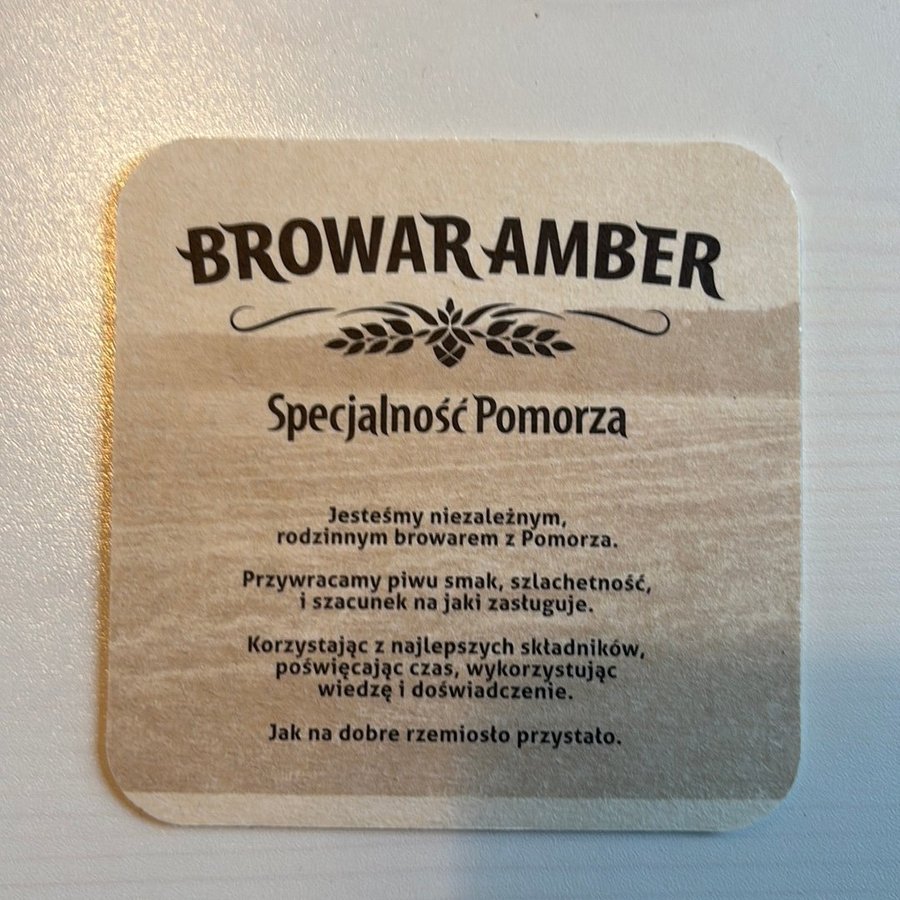 BROWAR AMBER
Specjalność Pomorza
Jesteśmy niezależnym,
rodzinnym browarem z Pomorza.
Przywracamy piwu smak, szlachetność,
i szacunek na jaki zasługuje.
Korzystając z najlepszych składników,
poświęcając czas, wykorzystując
wiedzę i doświadczenie.
Jak na dobre rzemiosło przystało.